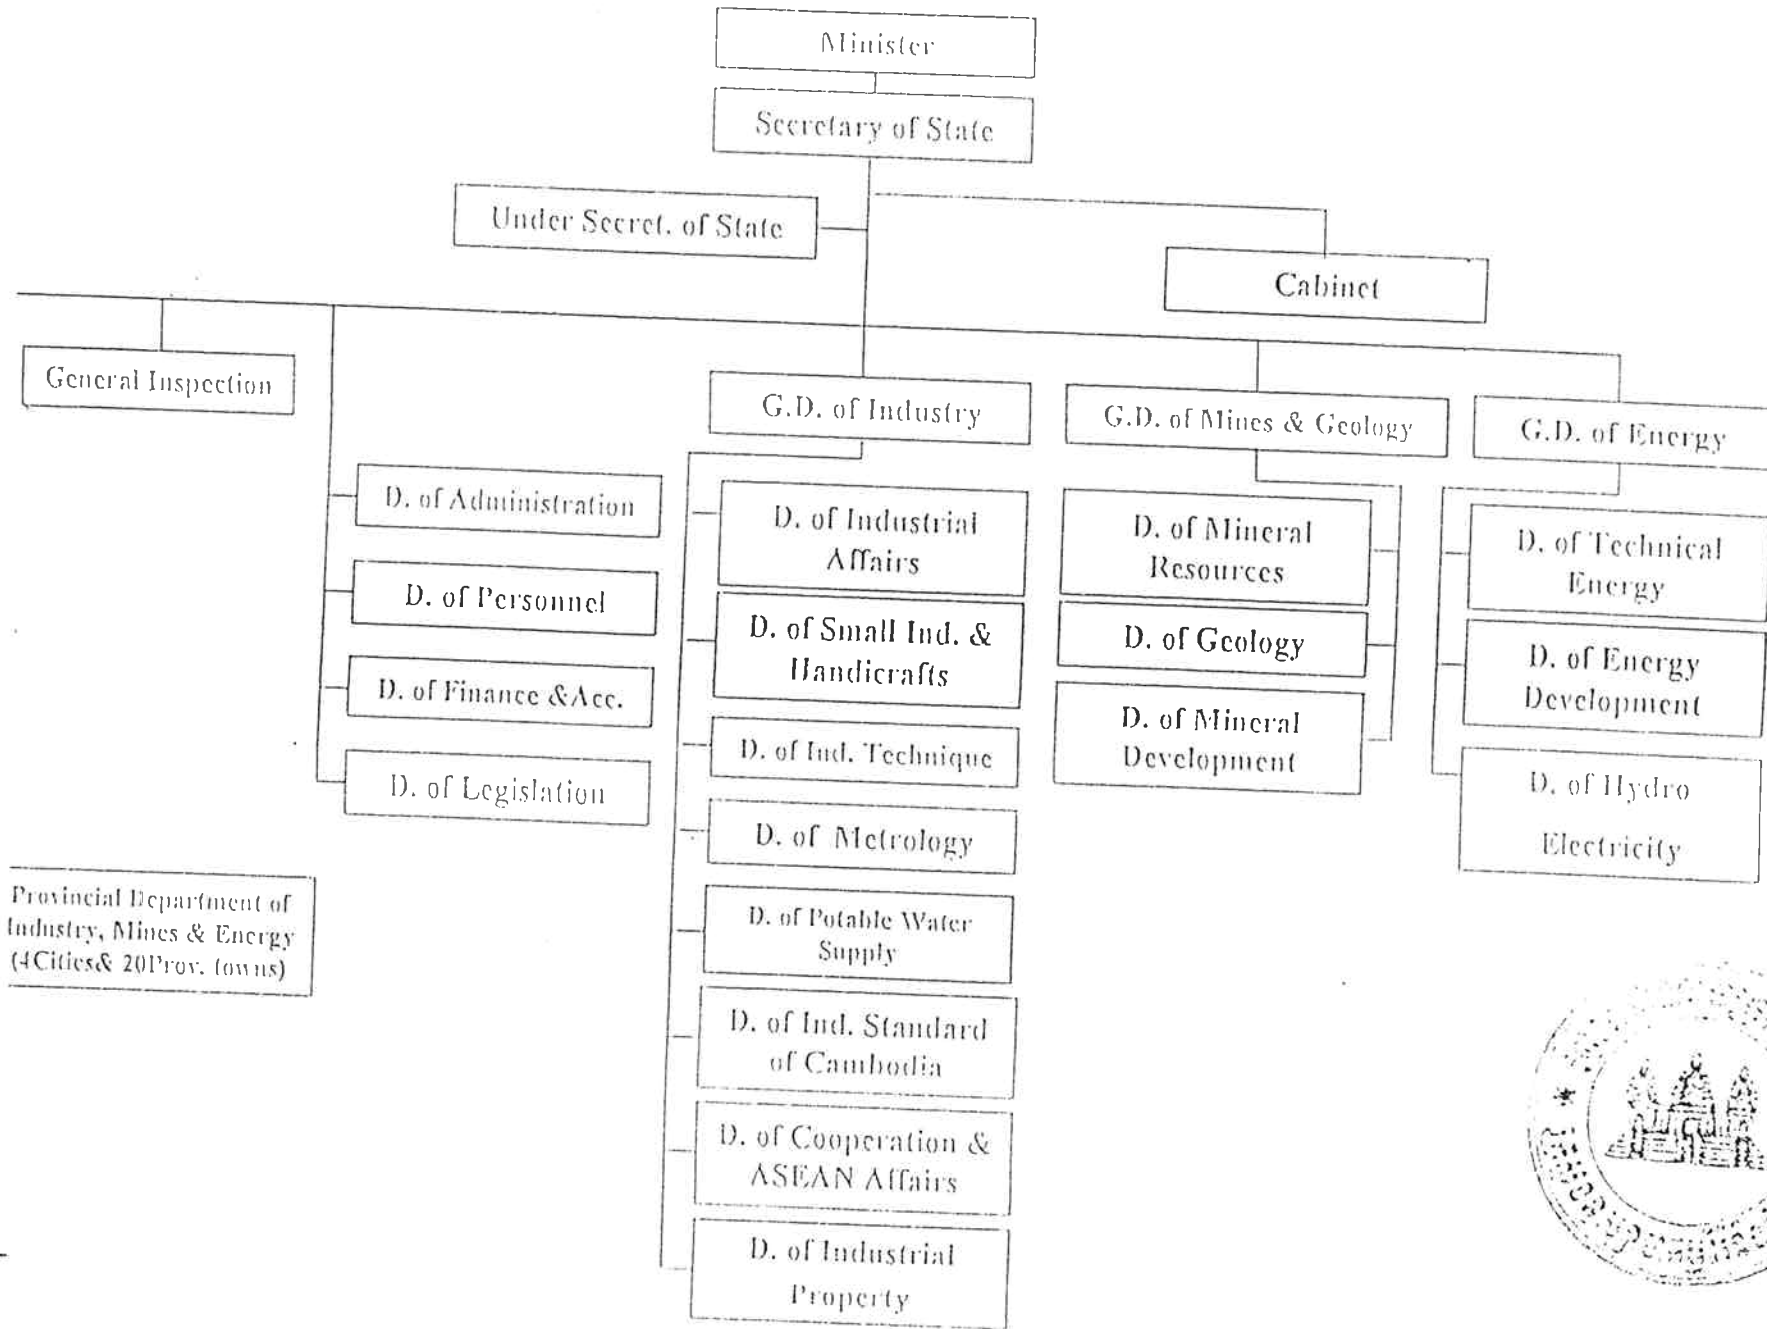 Minister
Secretary of State
Under Secret. of State
Cabinet
General Inspection
G.D. of Industry
G.D. of Mines & Geology
G.D. of Energy
D. of Administration
D. of Personnel
D. of Finance &Acc.
D. of Legislation
D. of Industrial
Affairs
D. of Small Ind. &
Handicrafts
D. of Ind. Technique
D. of Metrology
D. of Potable Water
Supply
D. of Ind. Standard
of Cambodia
D. of Cooperation &
ASEAN Affairs
D. of Industrial
Property
D. of Mineral
Resources
D. of Geology
D. of Mineral
Development
D. of Technical
Energy
D. of Energy
Development
D. of Hydro
Electricity
Provincial Department of
Industry, Mines & Energy
(4Cities& 20Prov. towns)